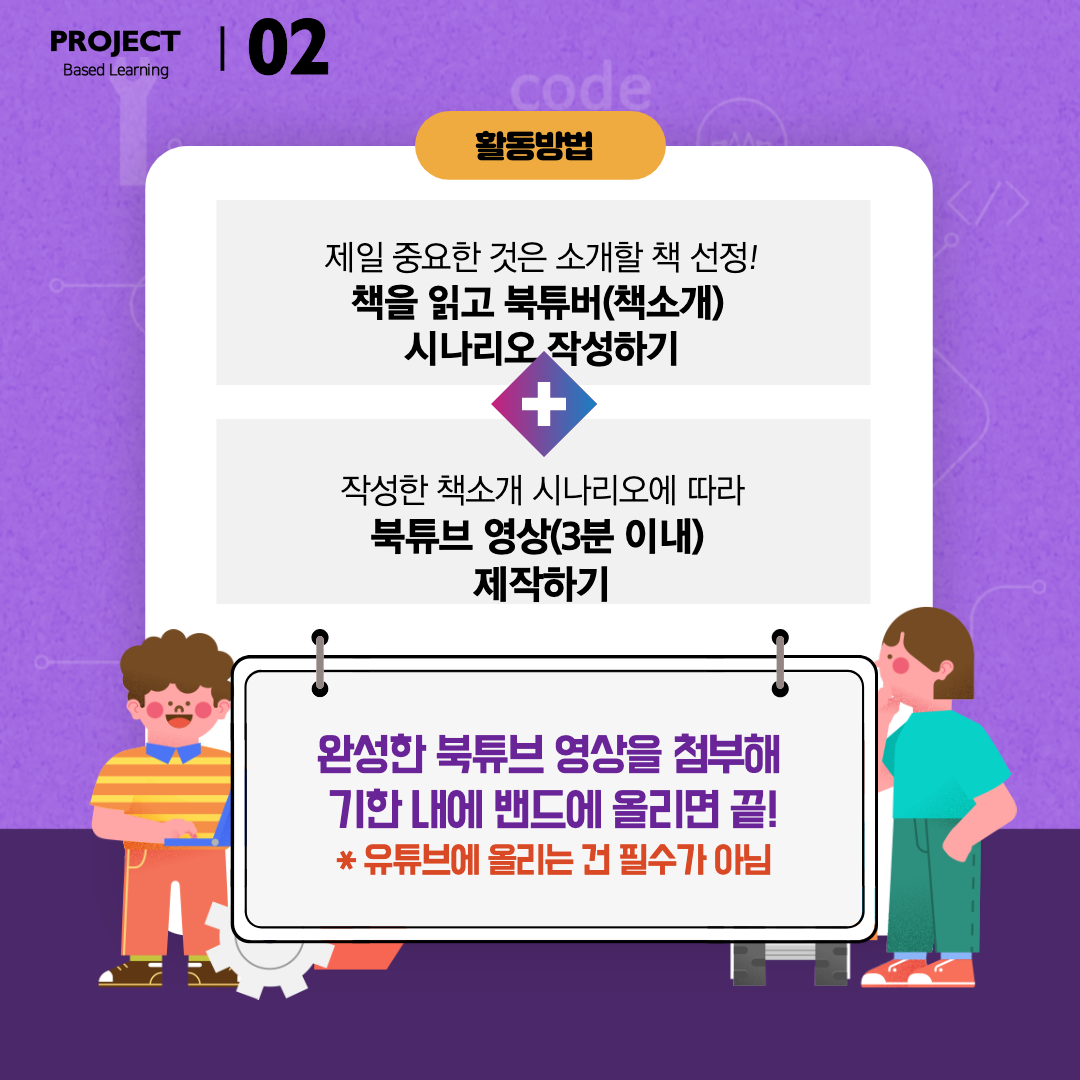 PROJECT
Based Learning
02
code
활동방법
</>
제일 중요한 것은 소개할 책 선정!
책을 읽고 북튜버(책소개)
시나리오 작성하기
작성한 책소개 시나리오에 따라
북튜브 영상(3분 이내)
제작하기
완성한 북튜브 영상을 첨부해
기한 내에 밴드에 올리면 끝!
* 유튜브에 올리는 건 필수가 아님